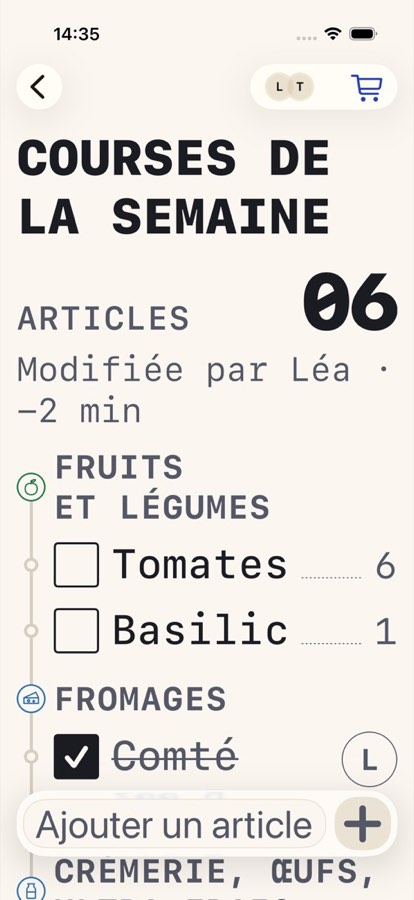 14:35
L T
COURSES DE
LA SEMAINE
ARTICLES 06
Modifiée par Léa ·
−2 min
FRUITS
ET LÉGUMES
Tomates 6
Basilic 1
FROMAGES
Comté L
Ajouter un article
CRÈMERIE, ŒUFS,